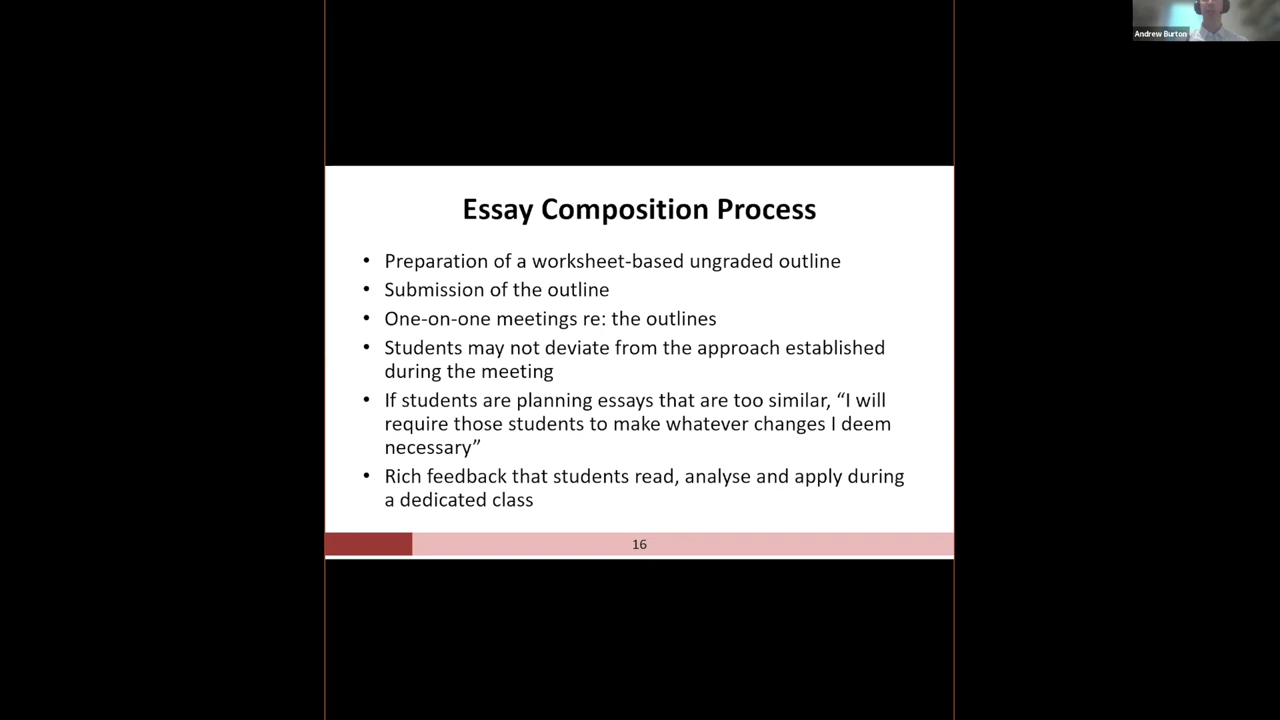 Andrew Burton
Essay Composition Process
• Preparation of a worksheet-based ungraded outline
• Submission of the outline
• One-on-one meetings re: the outlines
• Students may not deviate from the approach established
during the meeting
• If students are planning essays that are too similar, “I will
require those students to make whatever changes I deem
necessary”
• Rich feedback that students read, analyse and apply during
a dedicated class
16